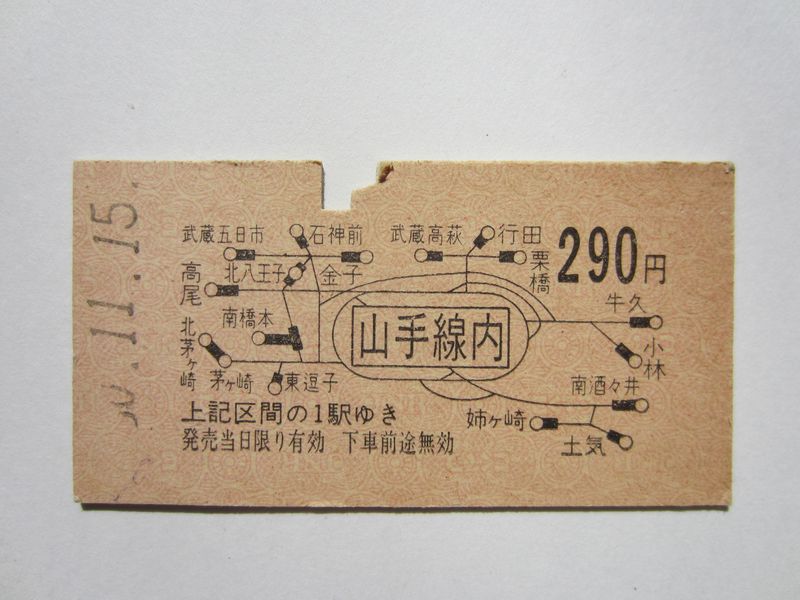 .11.15.
武蔵五日市
石神前
武蔵高萩
行田
栗橋
290円
高尾
北八王子
金子
牛久
南橋本
山手線内
小林
北茅ヶ崎
茅ヶ崎
東逗子
南酒々井
上記区間の1駅ゆき
姉ヶ崎
土気
発売当日限り有効 下車前途無効